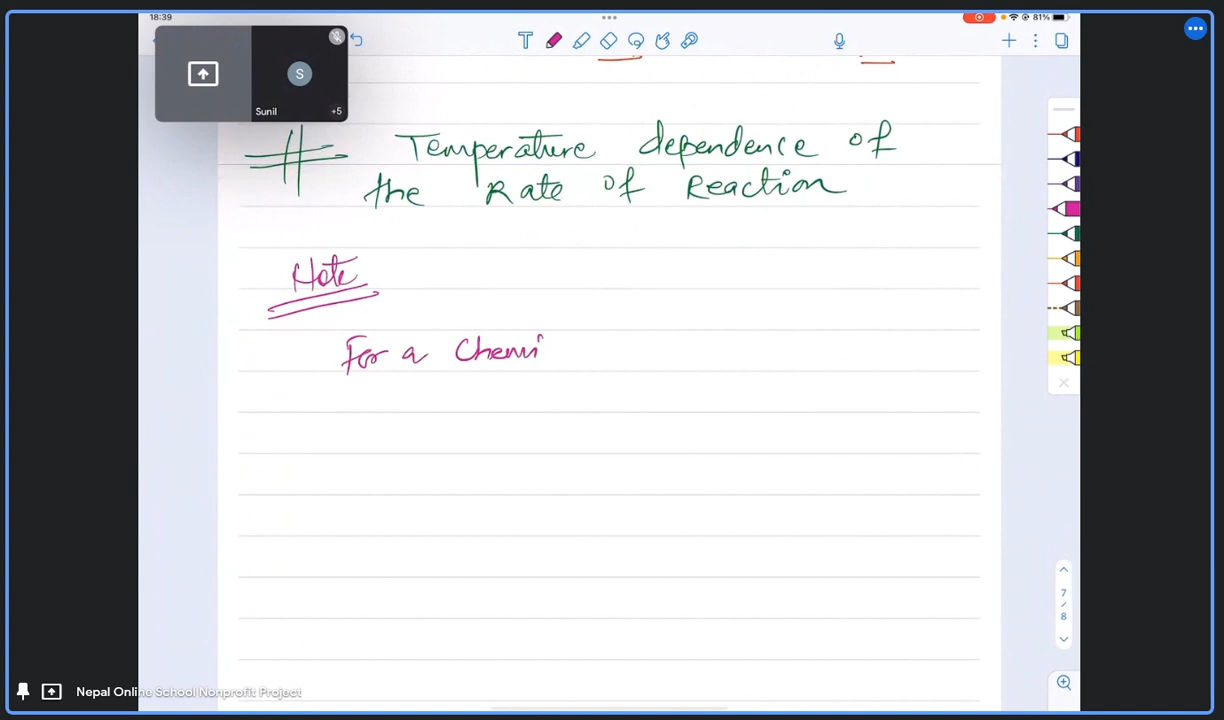 18:39
81%
T
S
Sunil
+5
# Temperature dependence of
the Rate of Reaction
Note
For a Chemi
7
/
8
Nepal Online School Nonprofit Project